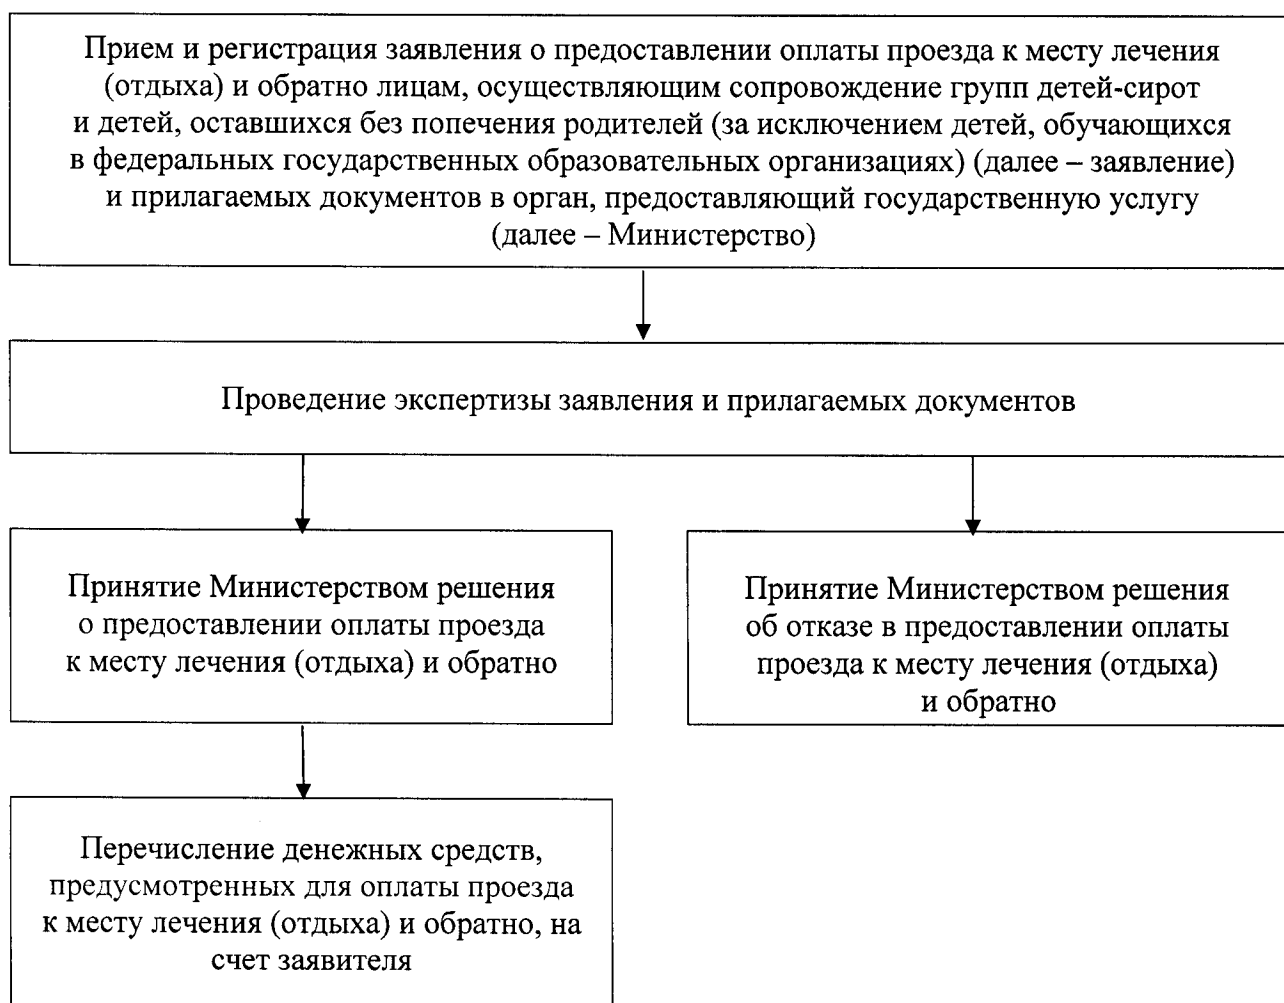 Прием и регистрация заявления о предоставлении оплаты проезда к месту лечения
(отдыха) и обратно лицам, осуществляющим сопровождение групп детей-сирот
и детей, оставшихся без попечения родителей (за исключением детей, обучающихся
в федеральных государственных образовательных организациях) (далее – заявление)
и прилагаемых документов в орган, предоставляющий государственную услугу
(далее – Министерство)
Проведение экспертизы заявления и прилагаемых документов
Принятие Министерством решения
о предоставлении оплаты проезда
к месту лечения (отдыха) и обратно
Принятие Министерством решения
об отказе в предоставлении оплаты
проезда к месту лечения (отдыха)
и обратно
Перечисление денежных средств,
предусмотренных для оплаты проезда
к месту лечения (отдыха) и обратно, на
счет заявителя